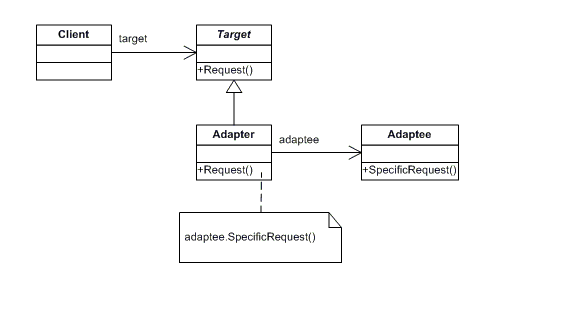 Client
target
Target
+Request()
Adapter
adaptee
Adaptee
+Request()
+SpecificRequest()
adaptee.SpecificRequest()